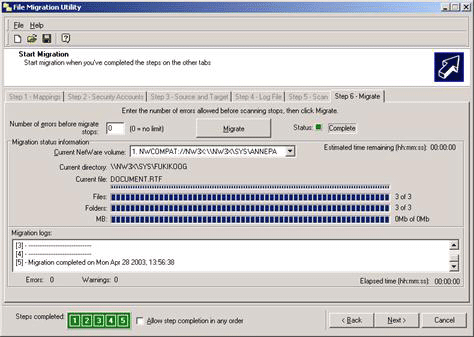 File Migration Utility
File Help
Start Migration
Start migration when you've completed the steps on the other tabs
Step 1 - Mappings Step 2 - Security Accounts Step 3 - Source and Target Step 4 - Log File Step 5 - Scan Step 6 - Migrate
Enter the number of errors allowed before scanning stops, then click Migrate.
Number of errors before migrate stops: 0 (0 = no limit) Migrate Status: Complete
Migration status information
Estimated time remaining (hh:mm:ss): 00:00:00
Current NetWare volume: 1. NWCOMPAT://NW3X:\\NW3X\SYS\ANNEPA
Current directory: \\NW3X\SYS\FUKIKOOG
Current file: DOCUMENT.RTF
Files: 3 of 3
Folders: 3 of 3
MB: 0Mb of 0Mb
Migration logs:
[3] - ------------------------------
[4] - ------------------------------
[5] - Migration completed on Mon Apr 28 2003, 13:56:38
Errors: 0 Warnings: 0 Elapsed time (hh:mm:ss): 00:00:00
Steps completed: 1 2 3 4 5 Allow step completion in any order < Back Next > Cancel